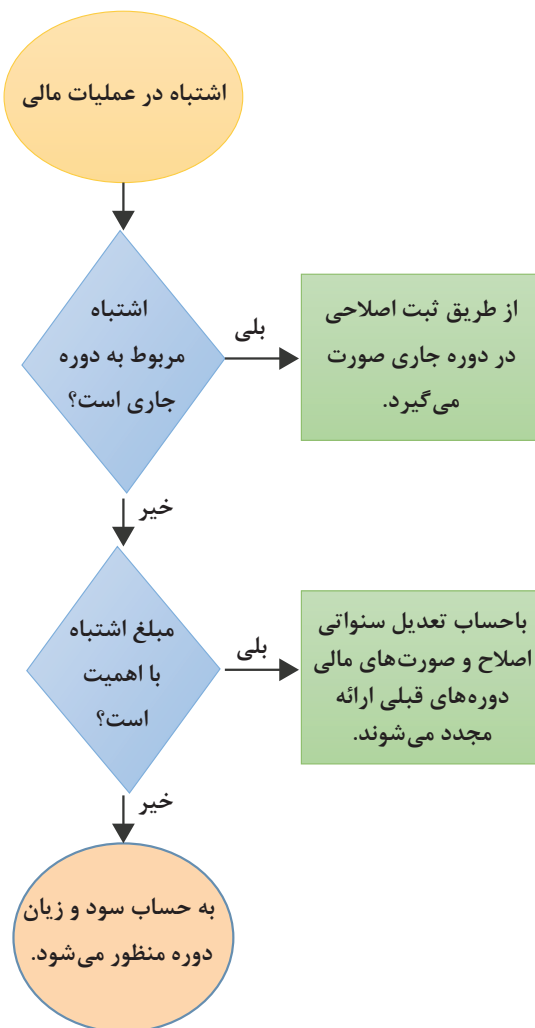 اشتباه در عملیات مالی
اشتباه
مربوط به دوره
جاری است؟
بلی
از طریق ثبت اصلاحی
در دوره جاری صورت
می‌گیرد.
خیر
مبلغ اشتباه
با اهمیت
است؟
بلی
باحساب تعدیل سنواتی
اصلاح و صورت‌های مالی
دوره‌های قبلی ارائه
مجدد می‌شوند.
خیر
به حساب سود و زیان
دوره منظور می‌شود.